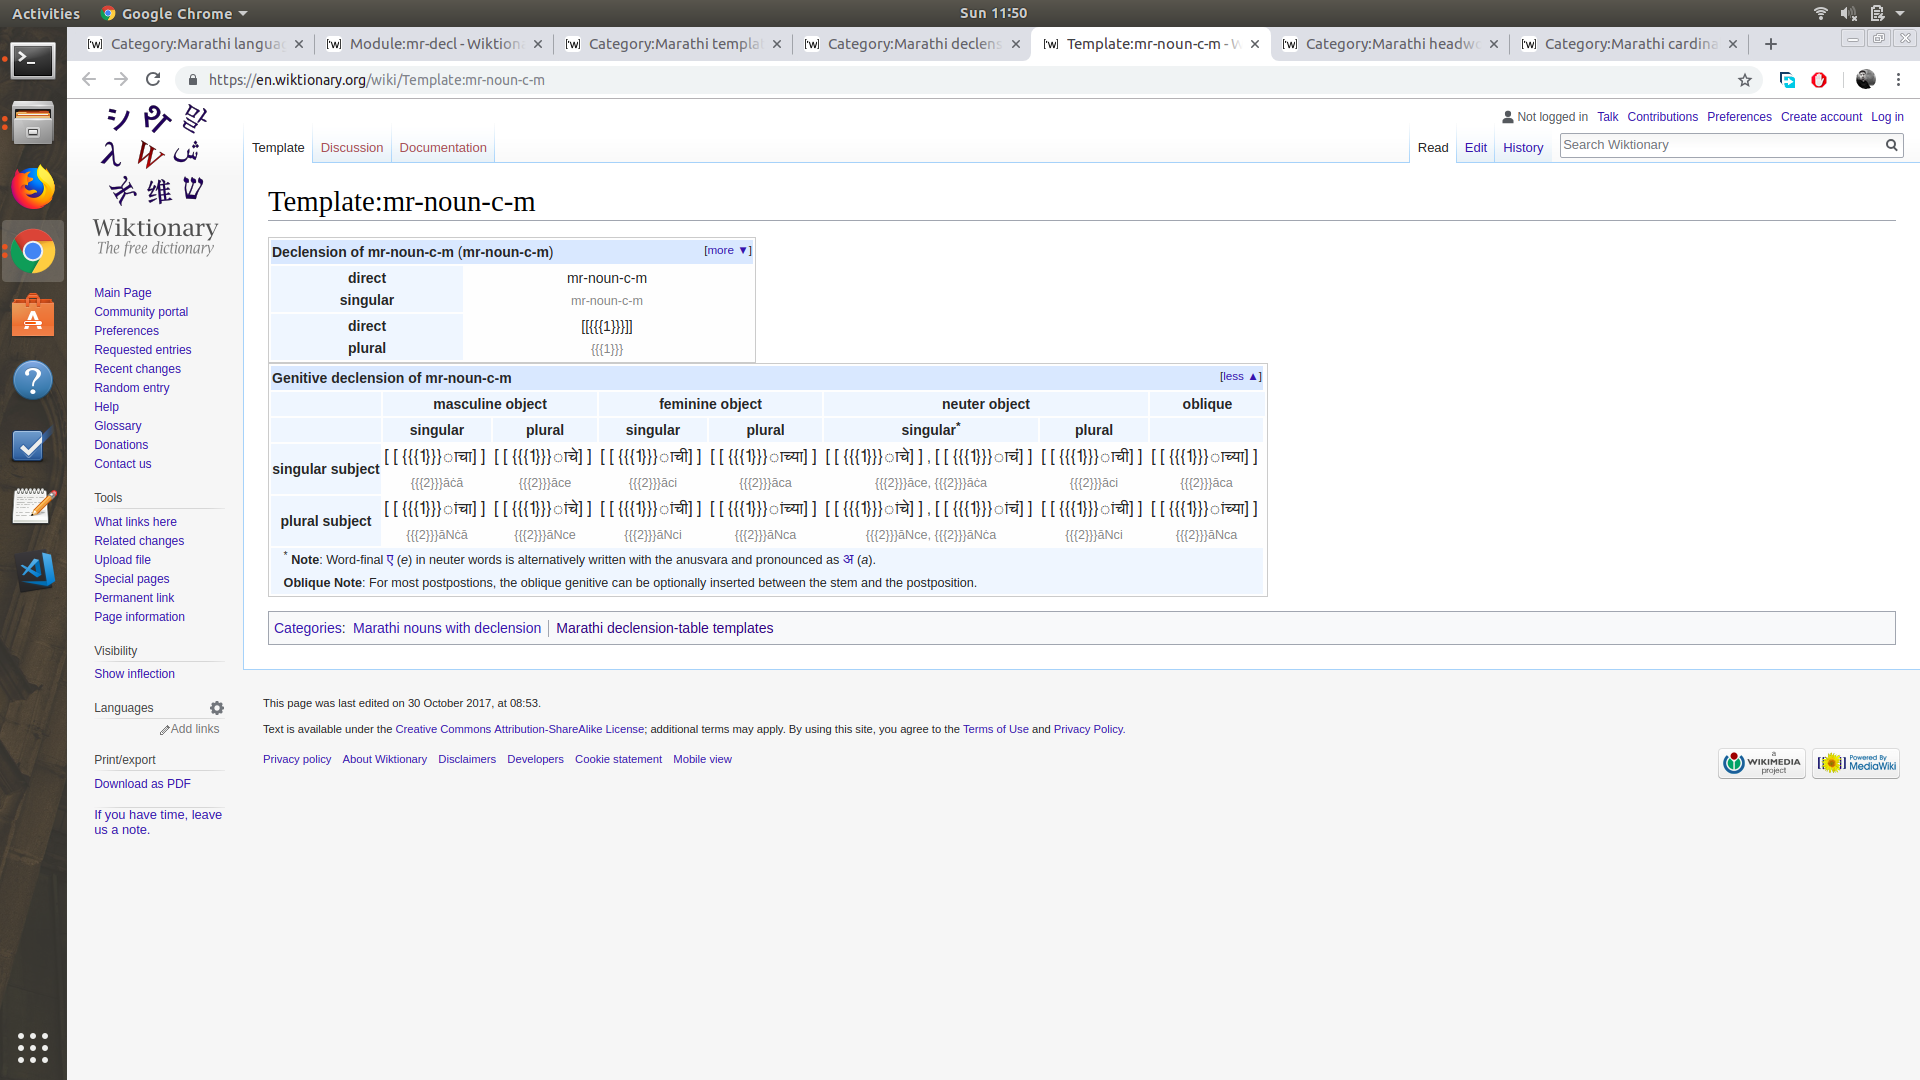 Activities Google Chrome Sun 11:50
Category:Marathi langua Module:mr-decl - Wiktion Category:Marathi templa Category:Marathi declens Template:mr-noun-c-m - W Category:Marathi headwo Category:Marathi cardina
https://en.wiktionary.org/wiki/Template:mr-noun-c-m
Not logged in Talk Contributions Preferences Create account Log in
Template Discussion Documentation Read Edit History Search Wiktionary
Wiktionary
The free dictionary
Main Page
Community portal
Preferences
Requested entries
Recent changes
Random entry
Help
Glossary
Donations
Contact us
Tools
What links here
Related changes
Upload file
Special pages
Permanent link
Page information
Visibility
Show inflection
Languages
Add links
Print/export
Download as PDF
If you have time, leave
us a note.
Template:mr-noun-c-m
Declension of mr-noun-c-m (mr-noun-c-m) [more ▼]
direct mr-noun-c-m
singular mr-noun-c-m
direct [[{{{1}}}]]
plural {{{1}}}
Genitive declension of mr-noun-c-m [less ▲]
masculine object feminine object neuter object oblique
singular plural singular plural singular* plural
singular subject [[{{{1}}}ाचा]] [[{{{1}}}ाचे]] [[{{{1}}}ाची]] [[{{{1}}}ाच्या]] [[{{{1}}}ाचे]], [[{{{1}}}ाचं]] [[{{{1}}}ाची]] [[{{{1}}}ाच्या]]
{{{2}}}āċā {{{2}}}āce {{{2}}}āci {{{2}}}āca {{{2}}}āce, {{{2}}}āċa {{{2}}}āci {{{2}}}āca
plural subject [[{{{1}}}ांचा]] [[{{{1}}}ांचे]] [[{{{1}}}ांची]] [[{{{1}}}ांच्या]] [[{{{1}}}ांचे]], [[{{{1}}}ांचं]] [[{{{1}}}ांची]] [[{{{1}}}ांच्या]]
{{{2}}}āNċā {{{2}}}āNce {{{2}}}āNci {{{2}}}āNca {{{2}}}āNce, {{{2}}}āNċa {{{2}}}āNci {{{2}}}āNca
* Note: Word-final ए (e) in neuter words is alternatively written with the anusvara and pronounced as अ (a).
Oblique Note: For most postpostions, the oblique genitive can be optionally inserted between the stem and the postposition.
Categories: Marathi nouns with declension Marathi declension-table templates
This page was last edited on 30 October 2017, at 08:53.
Text is available under the Creative Commons Attribution-ShareAlike License; additional terms may apply. By using this site, you agree to the Terms of Use and Privacy Policy.
Privacy policy About Wiktionary Disclaimers Developers Cookie statement Mobile view
a WIKIMEDIA project
Powered By MediaWiki